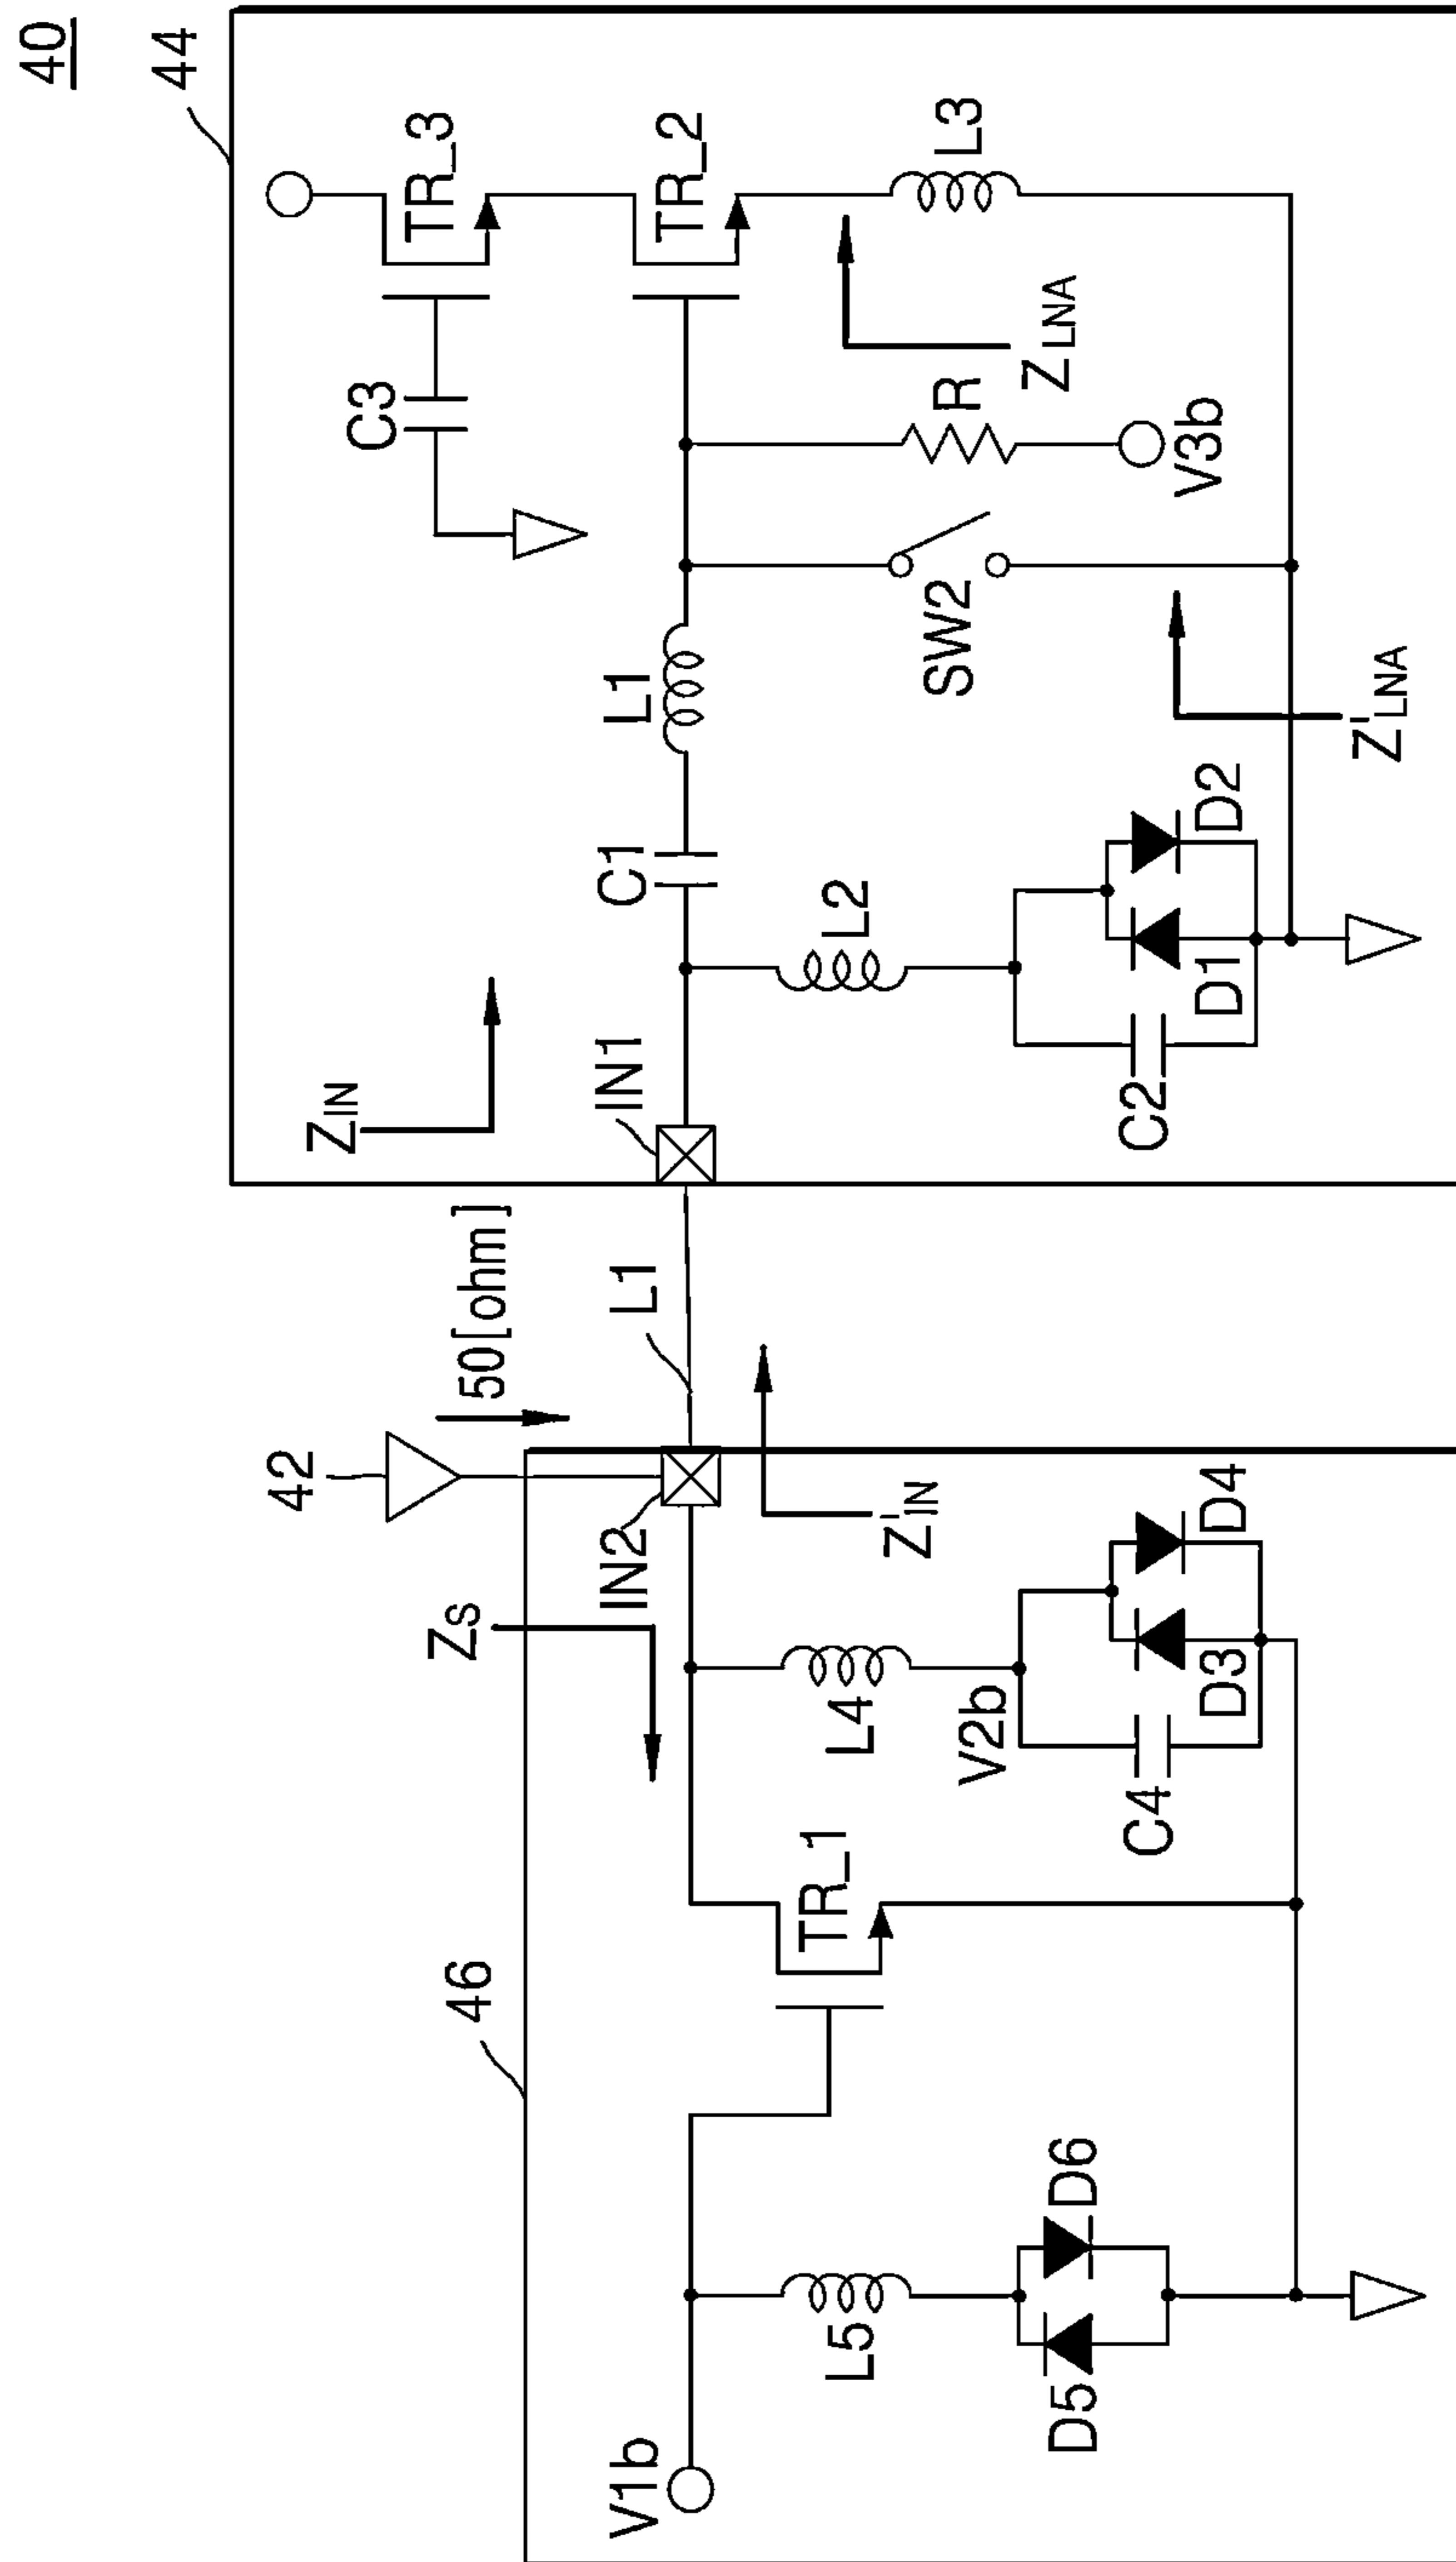 40
44
TR_3
C3
TR_2
L3
Z LNA
R
V3b
SW2
Z'LNA
L1
C1
L2
D2
D1
C2
ZIN
IN1
50[ohm]
L1
42
IN2
Z'IN
ZS
D4
D3
L4
V2b
C4
TR_1
46
D6
D5
L5
V1b